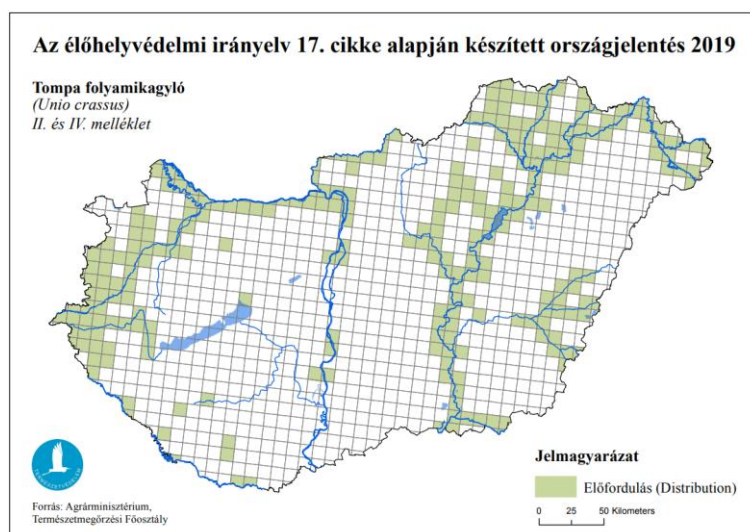 Az élőhelyvédelmi irányelv 17. cikke alapján készített országjelentés 2019
Tompa folyamikagyló
(Unio crassus)
II. és IV. melléklet
Jelmagyarázat
Előfordulás (Distribution)
0 25 50 Kilometers
TERMÉSZETVÉDELEM
Forrás: Agrárminisztérium,
Természetmegőrzési Főosztály